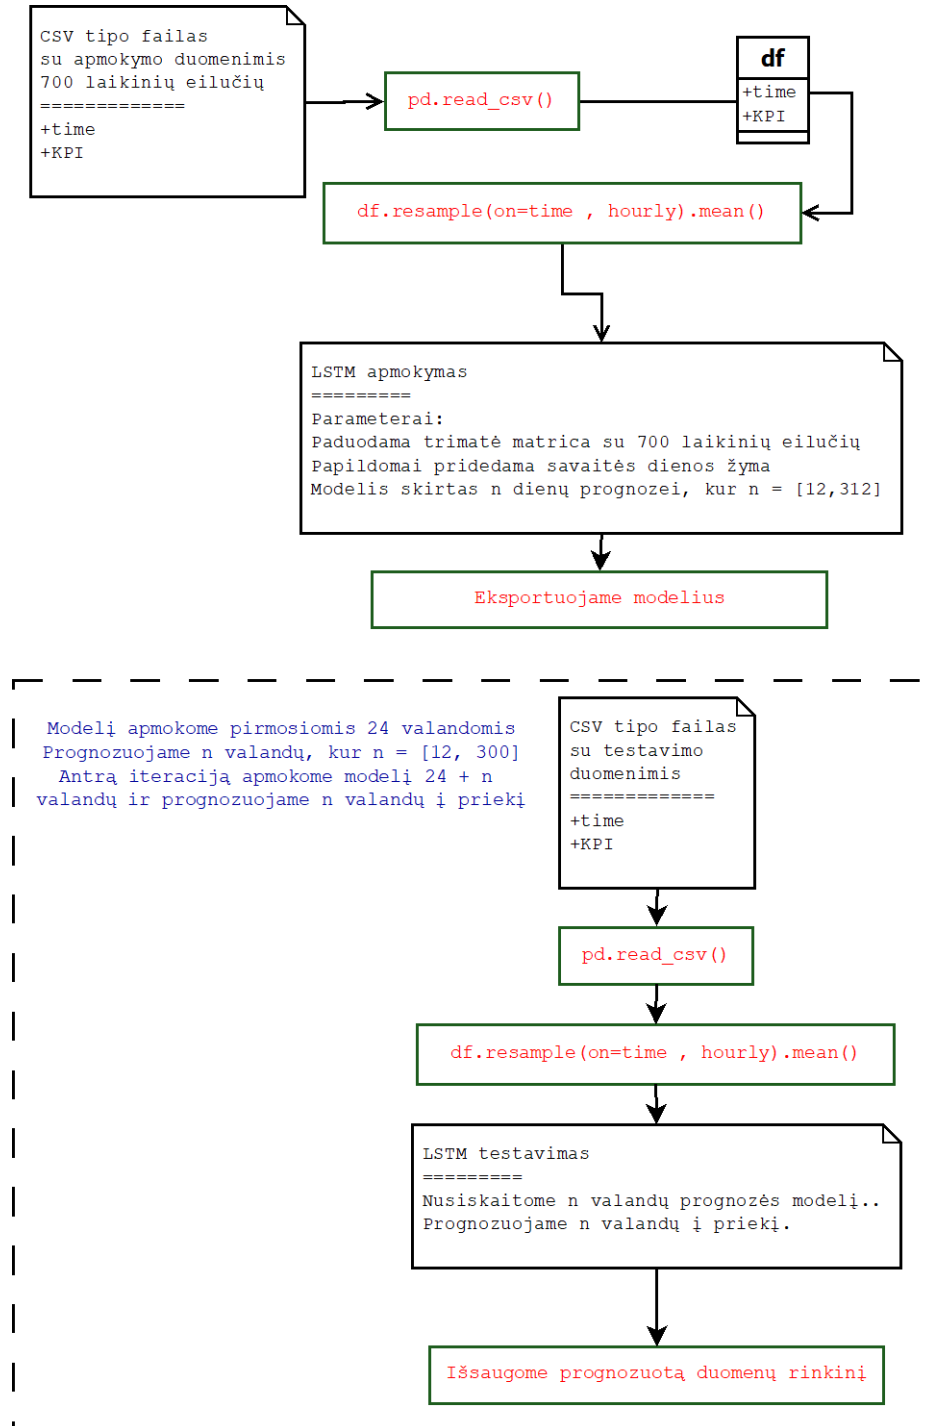 CSV tipo failas
su apmokymo duomenimis
700 laikinių eilučių
=============
+time
+KPI
pd.read_csv()
df
+time
+KPI
df.resample(on=time , hourly).mean()
LSTM apmokymas
=========
Parameterai:
Paduodama trimatė matrica su 700 laikinių eilučių
Papildomai pridedama savaitės dienos žyma
Modelis skirtas n dienų prognozei, kur n = [12,312]
Eksportuojame modelius
Modelį apmokome pirmosiomis 24 valandomis
Prognozuojame n valandų, kur n = [12, 300]
Antrą iteraciją apmokome modelį 24 + n
valandų ir prognozuojame n valandų į priekį
CSV tipo failas
su testavimo
duomenimis
=============
+time
+KPI
pd.read_csv()
df.resample(on=time , hourly).mean()
LSTM testavimas
=========
Nusiskaitome n valandų prognozės modelį..
Prognozuojame n valandų į priekį.
Išsaugome prognozuotą duomenų rinkinį